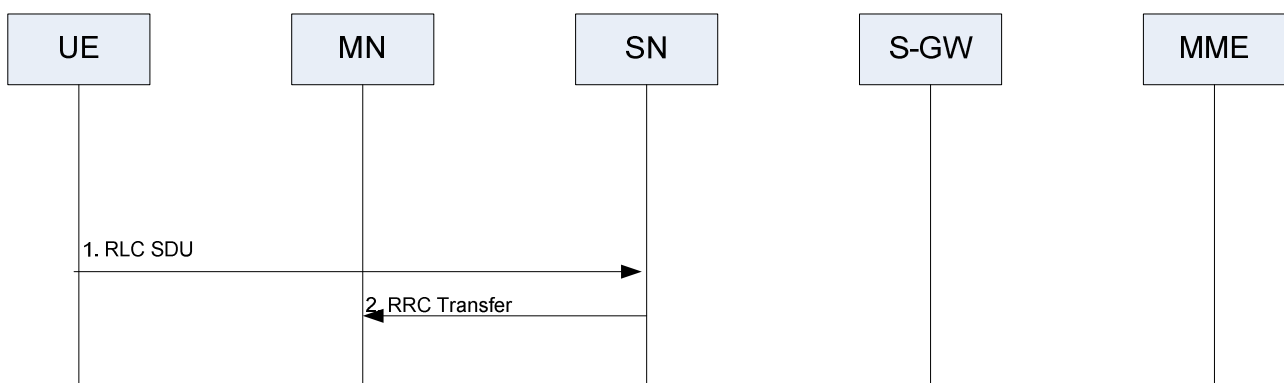 UE
MN
SN
S-GW
MME
1. RLC SDU
2. RRC Transfer